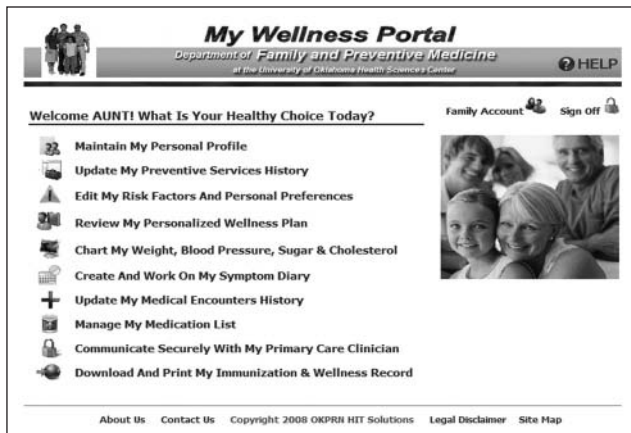 My Wellness Portal
Department of Family and Preventive Medicine
at the University of Oklahoma Health Sciences Center
? HELP
Welcome AUNT! What Is Your Healthy Choice Today?
Family Account
Sign Off
Maintain My Personal Profile
Update My Preventive Services History
Edit My Risk Factors And Personal Preferences
Review My Personalized Wellness Plan
Chart My Weight, Blood Pressure, Sugar & Cholesterol
Create And Work On My Symptom Diary
Update My Medical Encounters History
Manage My Medication List
Communicate Securely With My Primary Care Clinician
Download And Print My Immunization & Wellness Record
About Us Contact Us Copyright 2008 OKPRN HIT Solutions Legal Disclaimer Site Map